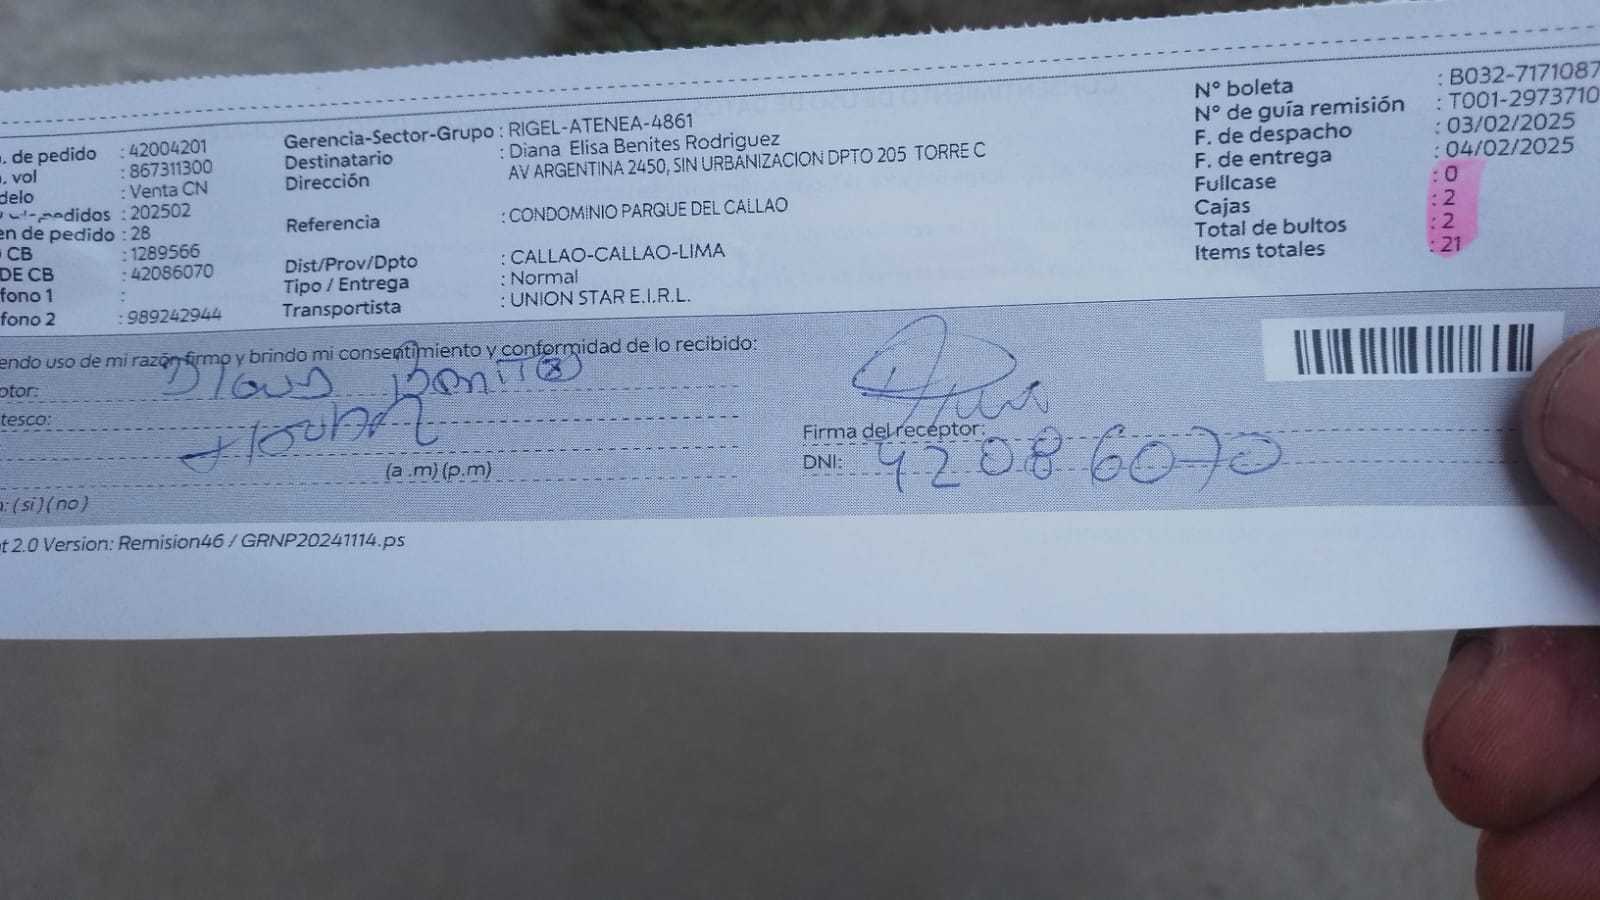 . de pedido : 42004201
. vol : 867311300
delo : Venta CN
pedidos : 202502
en de pedido : 28
CB : 1289566
DE CB : 42086070
fono 1 :
fono 2 : 989242944
Gerencia-Sector-Grupo : RIGEL-ATENEA-4861
Destinatario : Diana Elisa Benites Rodriguez
Dirección AV ARGENTINA 2450, SIN URBANIZACION DPTO 205 TORRE C
Referencia : CONDOMINIO PARQUE DEL CALLAO
Dist/Prov/Dpto : CALLAO-CALLAO-LIMA
Tipo / Entrega : Normal
Transportista : UNION STAR E.I.R.L.
N° boleta : B032-7171087
N° de guía remisión : T001-2973710
F. de despacho : 03/02/2025
F. de entrega : 04/02/2025
Fullcase : 0
Cajas : 2
Total de bultos : 2
Items totales : 21
endo uso de mi razón firmo y brindo mi consentimiento y conformidad de lo recibido:
ptor:
tesco:
(a .m) (p.m)
: (si) (no)
Firma del receptor:
DNI: 42086070
t 2.0 Version: Remision46 / GRNP20241114.ps